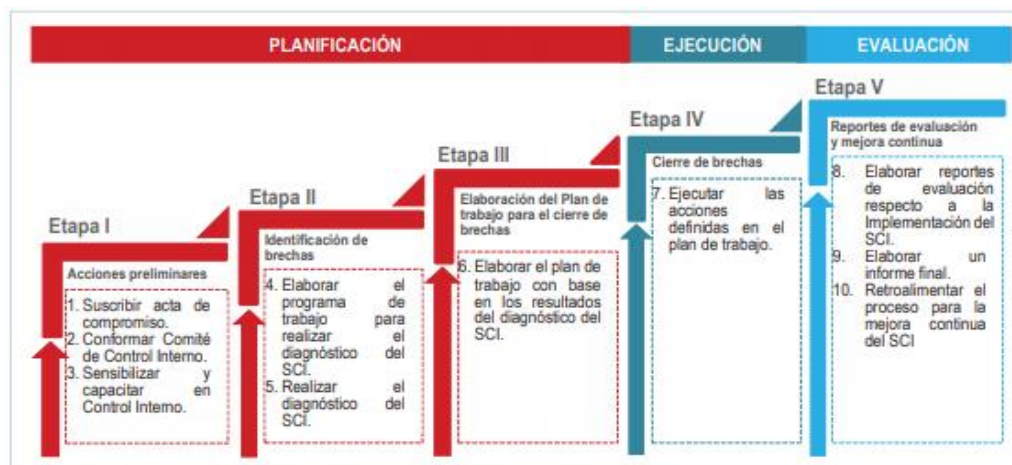 PLANIFICACIÓN
EJECUCIÓN
EVALUACIÓN
Etapa I
Acciones preliminares
1. Suscribir acta de
compromiso.
2. Conformar Comité
de Control Interno.
3. Sensibilizar y
capacitar en
Control Interno.
Etapa II
Identificación de
brechas
4. Elaborar el
programa de
trabajo para
realizar el
diagnóstico del
SCI.
5. Realizar el
diagnóstico del
SCI.
Etapa III
Elaboración del Plan de
trabajo para el cierre de
brechas
6. Elaborar el plan de
trabajo con base
en los resultados
del diagnóstico del
SCI.
Etapa IV
Cierre de brechas
7. Ejecutar las
acciones
definidas en el
plan de trabajo.
Etapa V
Reportes de evaluación
y mejora continua
8. Elaborar reportes
de evaluación
respecto a la
Implementación del
SCI.
9. Elaborar un
informe final.
10. Retroalimentar el
proceso para la
mejora continua
del SCI